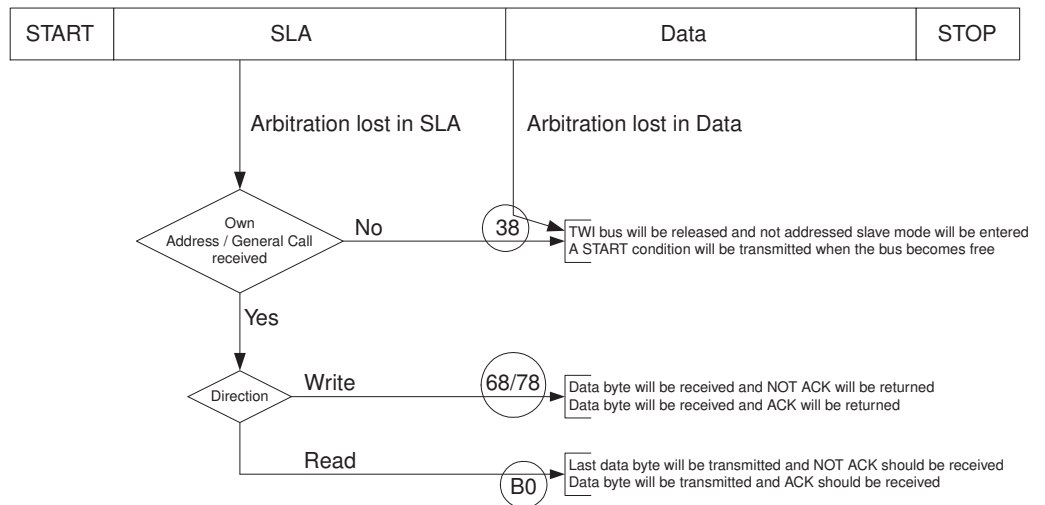 START SLA Data STOP
Arbitration lost in SLA Arbitration lost in Data
Own
Address / General Call
received
No
38
TWI bus will be released and not addressed slave mode will be entered
A START condition will be transmitted when the bus becomes free
Yes
Direction
Write
68/78
Data byte will be received and NOT ACK will be returned
Data byte will be received and ACK will be returned
Read
B0
Last data byte will be transmitted and NOT ACK should be received
Data byte will be transmitted and ACK should be received